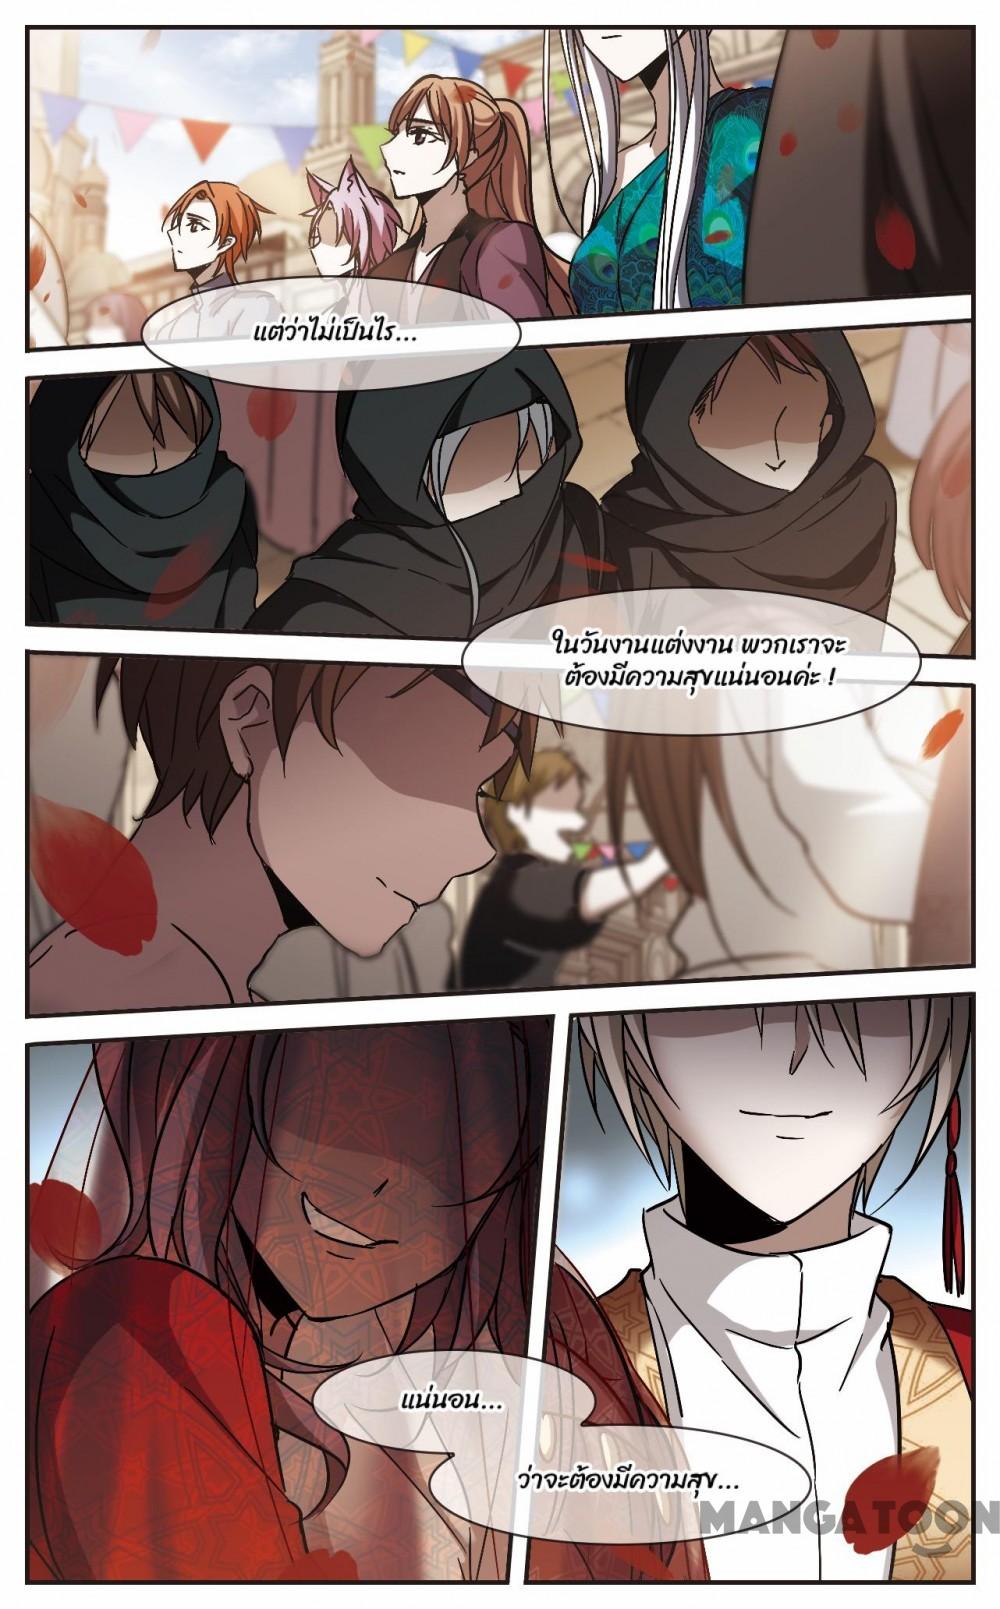 แต่ว่าไม่เป็นไร...
ในวันงานแต่งงาน พวกเราจะ
ต้องมีความสุขแน่นอนค่ะ !
แน่นอน...
ว่าจะต้องมีความสุข...
MANGATOON